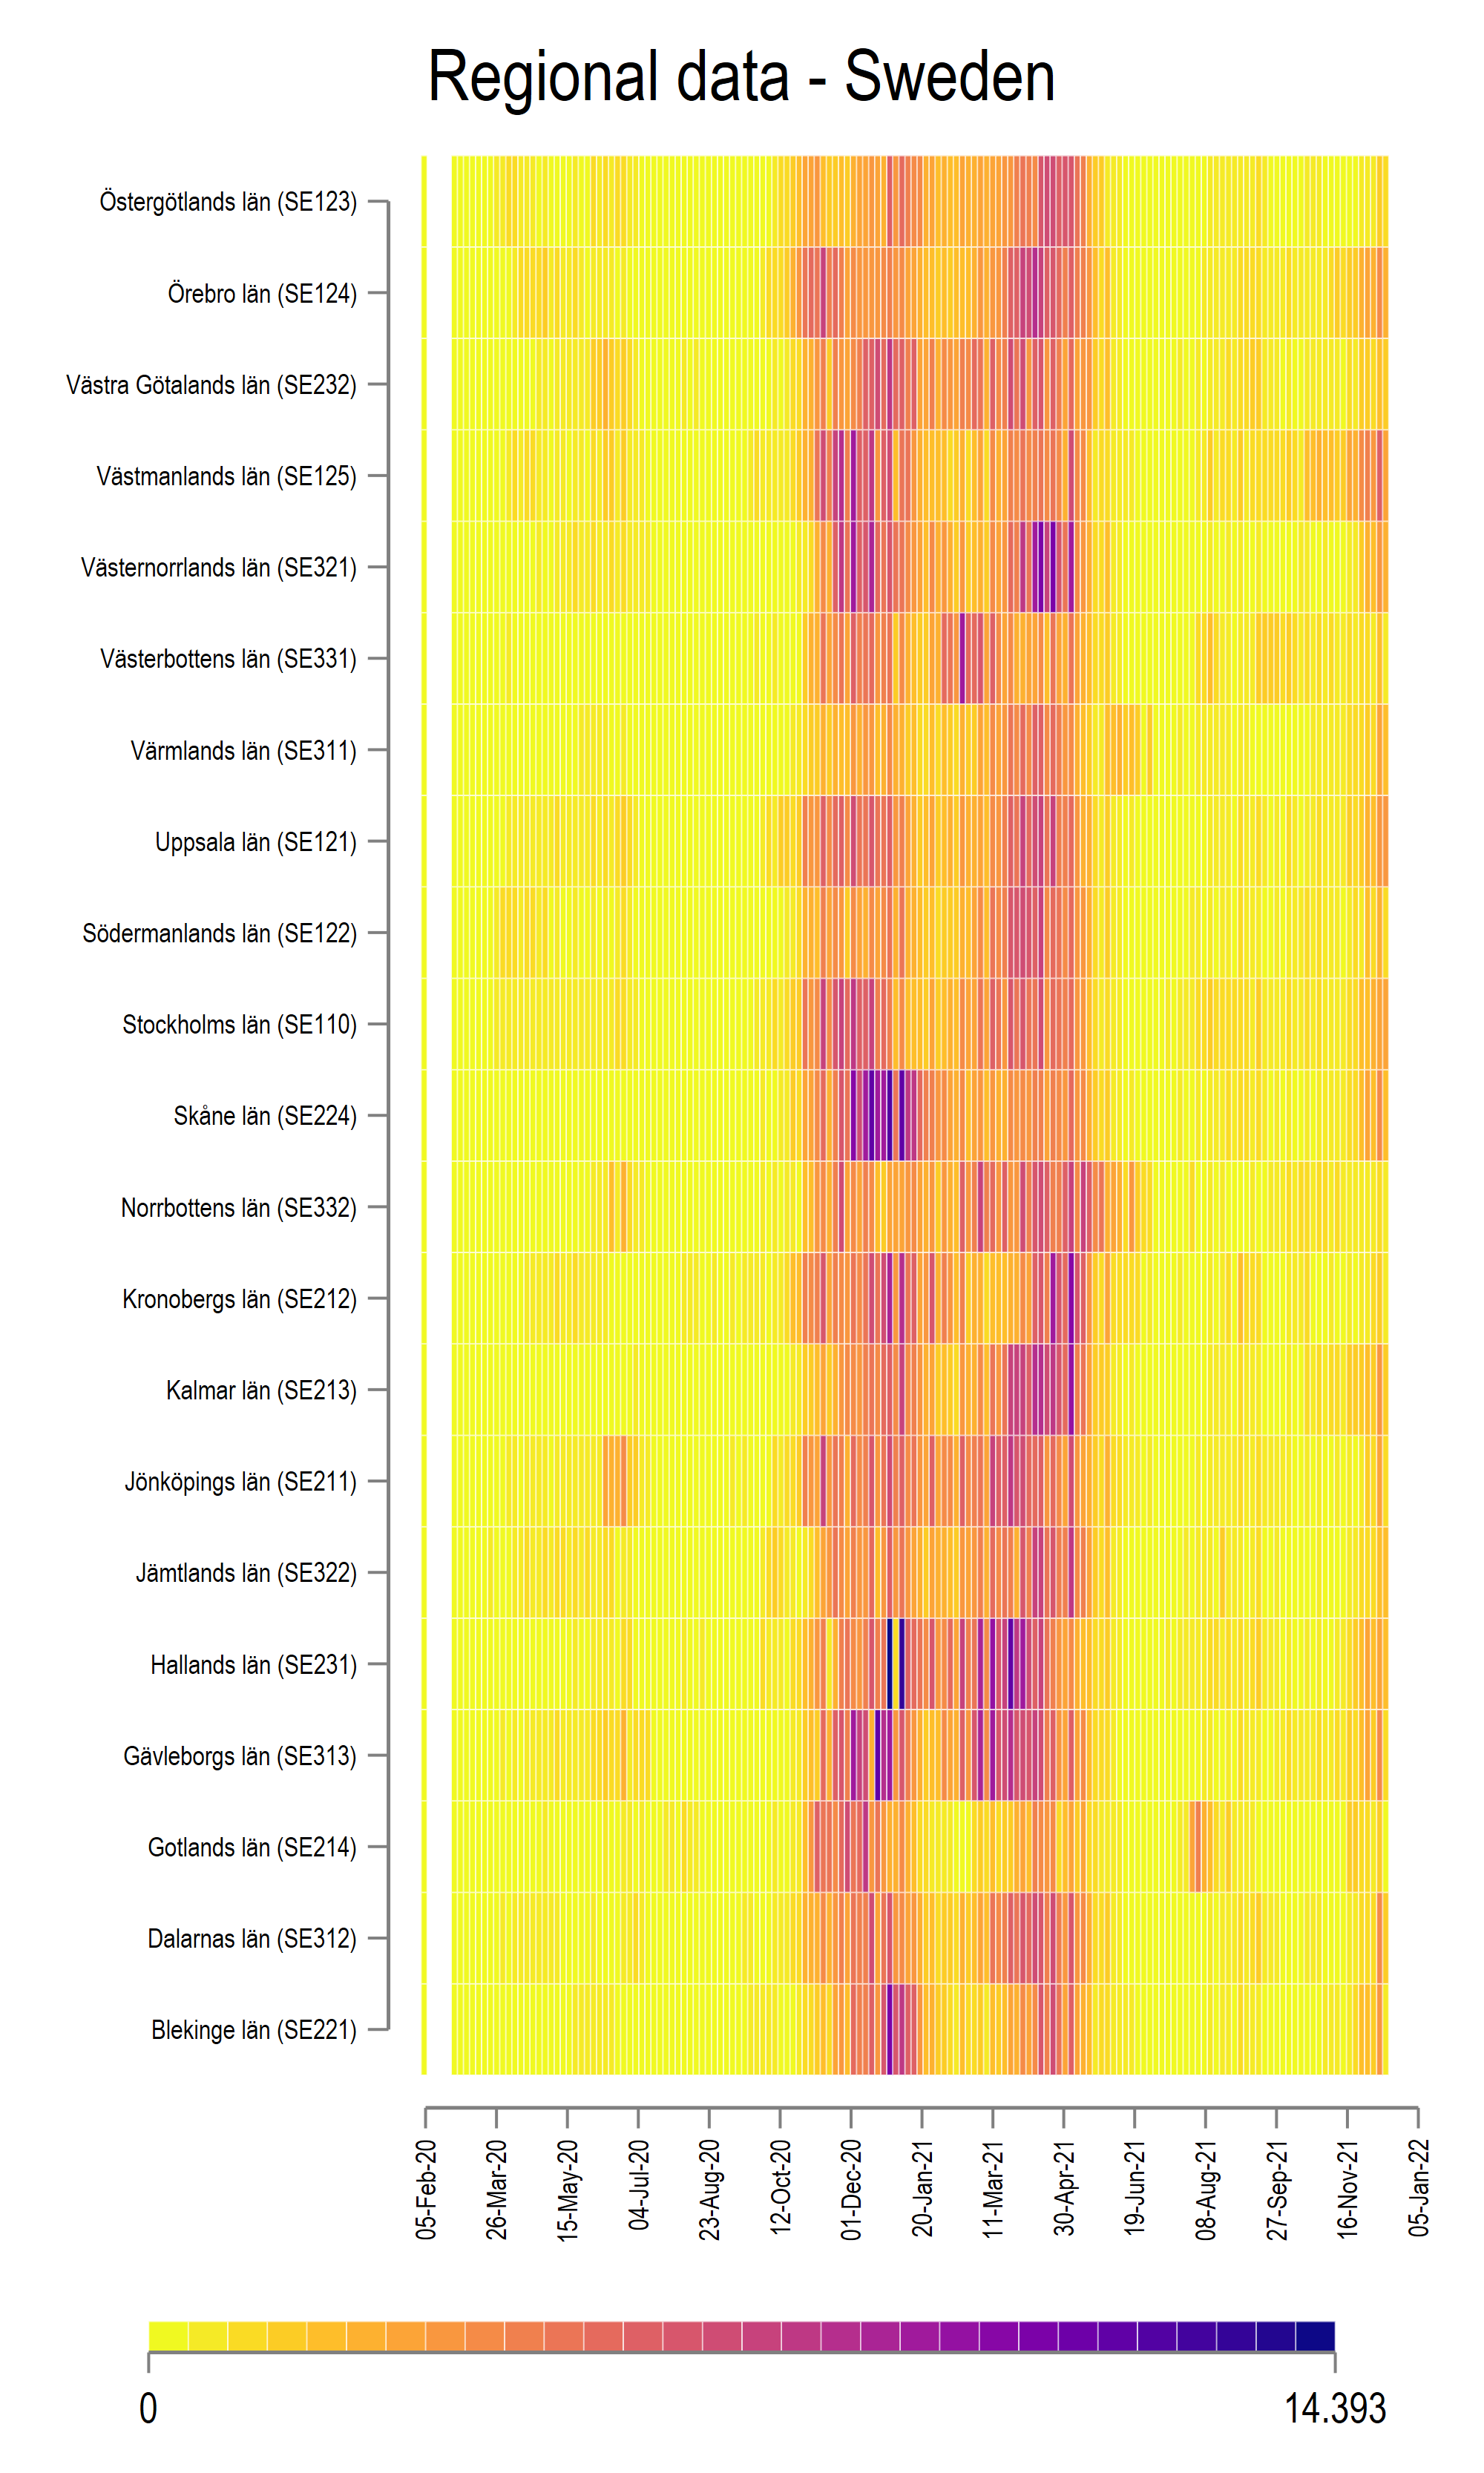 Regional data - Sweden
Östergötlands län (SE123)
Örebro län (SE124)
Västra Götalands län (SE232)
Västmanlands län (SE125)
Västernorrlands län (SE321)
Västerbottens län (SE331)
Värmlands län (SE311)
Uppsala län (SE121)
Södermanlands län (SE122)
Stockholms län (SE110)
Skåne län (SE224)
Norrbottens län (SE332)
Kronobergs län (SE212)
Kalmar län (SE213)
Jönköpings län (SE211)
Jämtlands län (SE322)
Hallands län (SE231)
Gävleborgs län (SE313)
Gotlands län (SE214)
Dalarnas län (SE312)
Blekinge län (SE221)
05-Feb-20
26-Mar-20
15-May-20
04-Jul-20
23-Aug-20
12-Oct-20
01-Dec-20
20-Jan-21
11-Mar-21
30-Apr-21
19-Jun-21
08-Aug-21
27-Sep-21
16-Nov-21
05-Jan-22
0
14.393